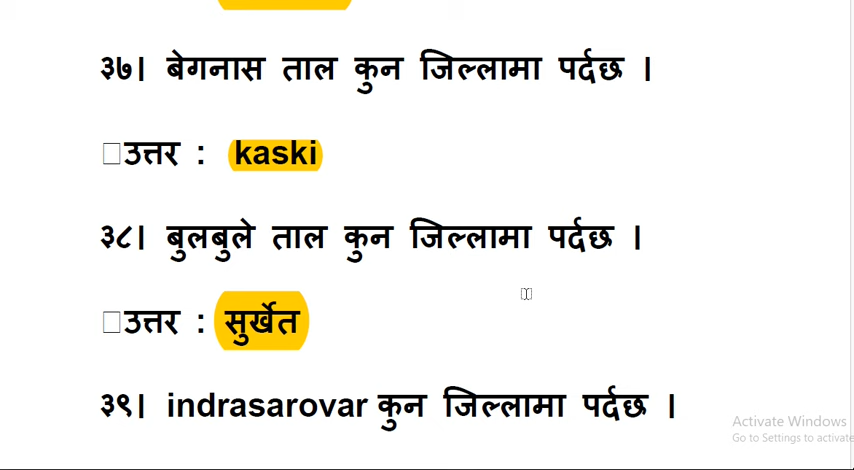 ३७। बेगनास ताल कुन जिल्लामा पर्दछ ।
उत्तर : kaski
३८। बुलबुले ताल कुन जिल्लामा पर्दछ ।
उत्तर : सुर्खेत
३९। indrasarovar कुन जिल्लामा पर्दछ ।
Activate Windows
Go to Settings to activate